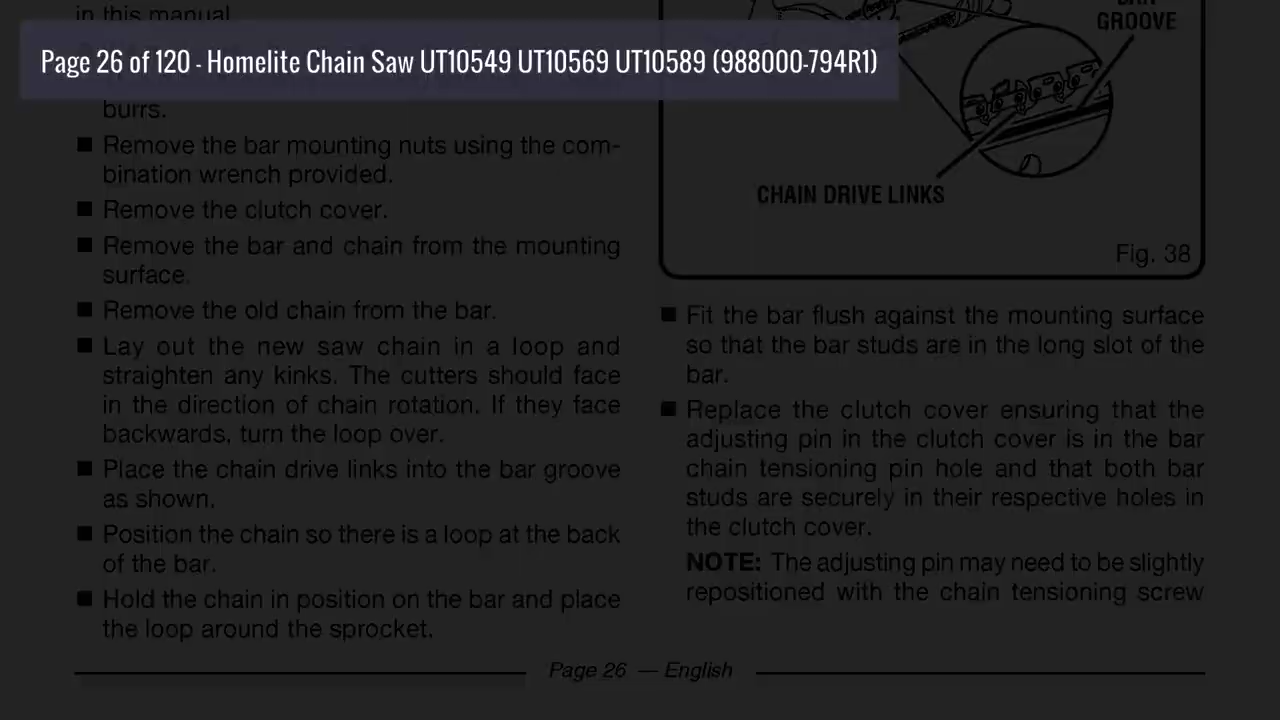 in this manual.
Page 26 of 120 - Homelite Chain Saw UT10549 UT10569 UT10589 (988000-794R1)
burrs.
■ Remove the bar mounting nuts using the com-
bination wrench provided.
■ Remove the clutch cover.
■ Remove the bar and chain from the mounting
surface.
■ Remove the old chain from the bar.
■ Lay out the new saw chain in a loop and
straighten any kinks. The cutters should face
in the direction of chain rotation. If they face
backwards, turn the loop over.
■ Place the chain drive links into the bar groove
as shown.
■ Position the chain so there is a loop at the back
of the bar.
■ Hold the chain in position on the bar and place
the loop around the sprocket.
BAR
GROOVE
CHAIN DRIVE LINKS
Fig. 38
■ Fit the bar flush against the mounting surface
so that the bar studs are in the long slot of the
bar.
■ Replace the clutch cover ensuring that the
adjusting pin in the clutch cover is in the bar
chain tensioning pin hole and that both bar
studs are securely in their respective holes in
the clutch cover.
NOTE: The adjusting pin may need to be slightly
repositioned with the chain tensioning screw
Page 26 — English